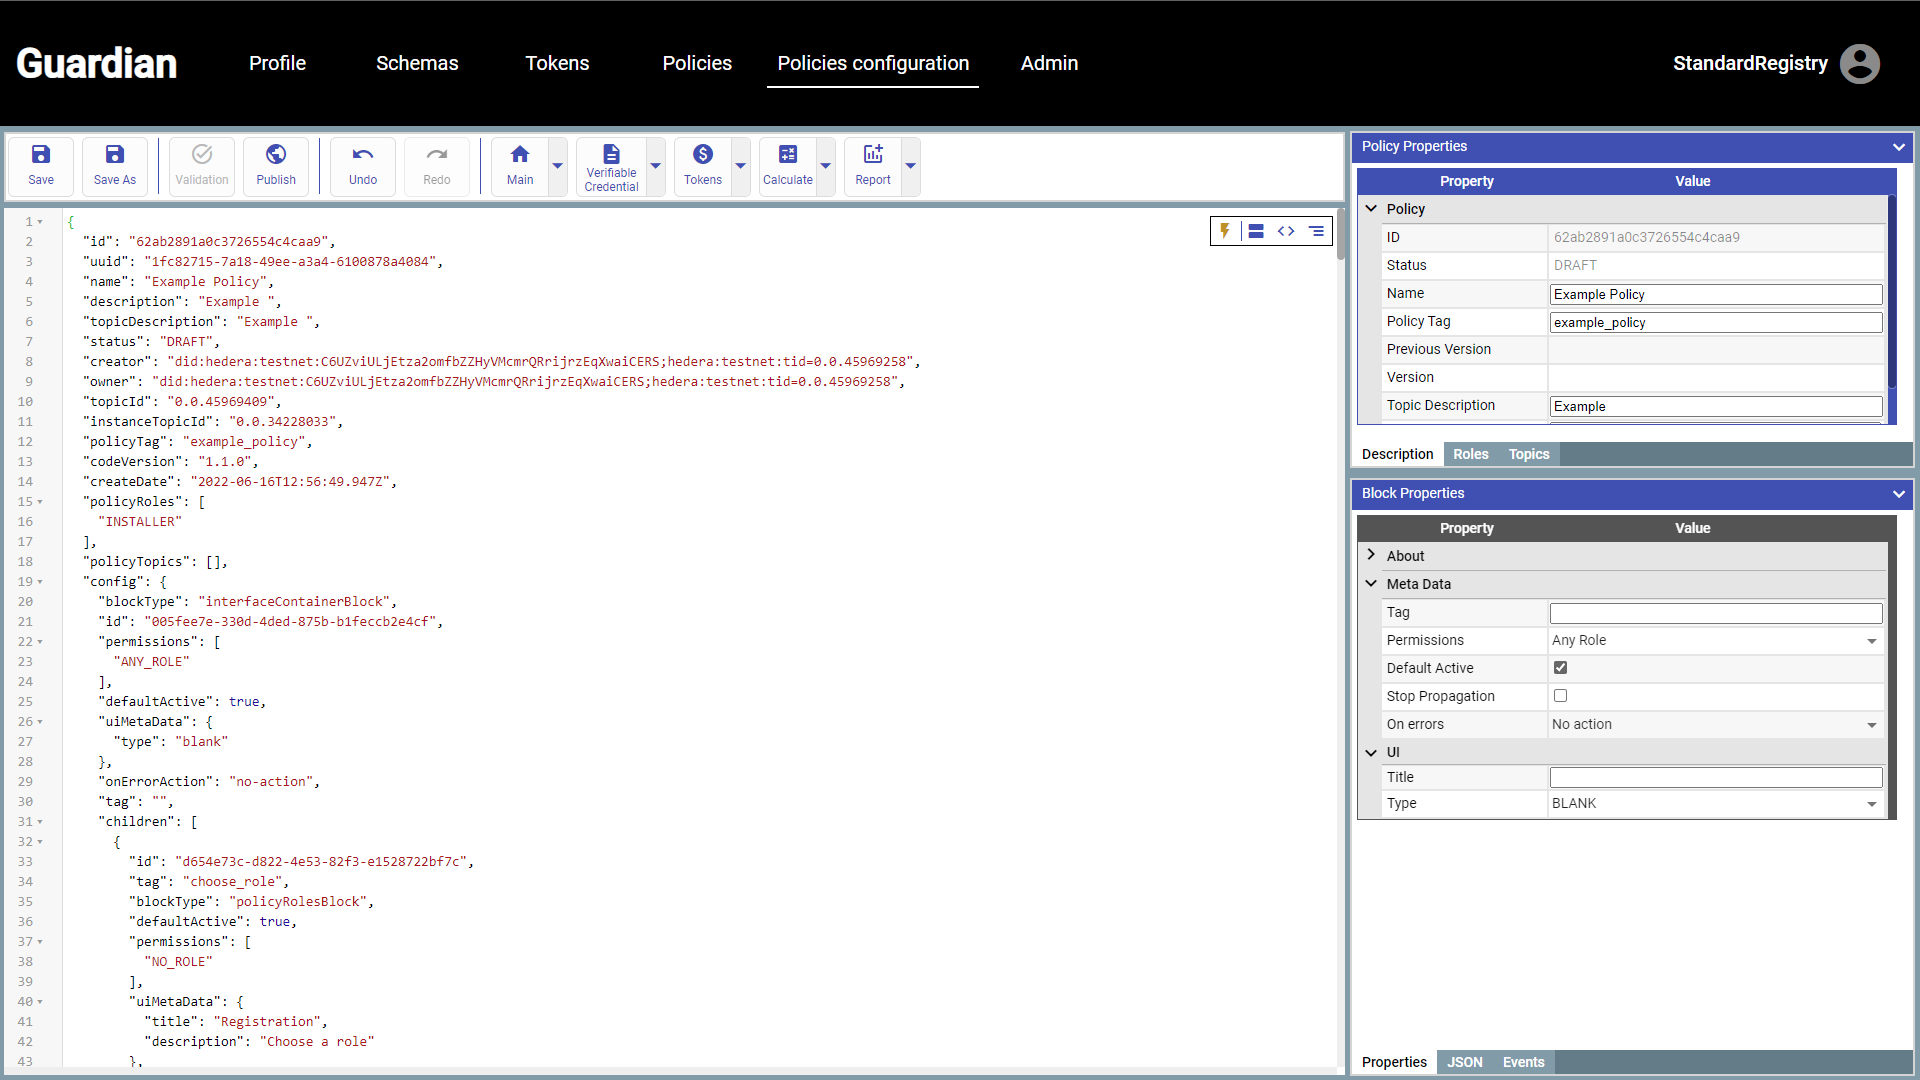 Guardian
Profile
Schemas
Tokens
Policies
Policies configuration
Admin
StandardRegistry
Save
Save As
Validation
Publish
Undo
Redo
Main
Verifiable
Credential
Tokens
Calculate
Report
1 {
2 "id": "62ab2891a0c3726554c4caa9",
3 "uuid": "1fc82715-7a18-49ee-a3a4-6100878a4084",
4 "name": "Example Policy",
5 "description": "Example ",
6 "topicDescription": "Example ",
7 "status": "DRAFT",
8 "creator": "did:hedera:testnet:C6UZviULjEtza2omfbZZHyVMcmrQRrijrzEqXwaiCERS;hedera:testnet:tid=0.0.45969258",
9 "owner": "did:hedera:testnet:C6UZviULjEtza2omfbZZHyVMcmrQRrijrzEqXwaiCERS;hedera:testnet:tid=0.0.45969258",
10 "topicId": "0.0.45969409",
11 "instanceTopicId": "0.0.34228033",
12 "policyTag": "example_policy",
13 "codeVersion": "1.1.0",
14 "createDate": "2022-06-16T12:56:49.947Z",
15 "policyRoles": [
16 "INSTALLER"
17 ],
18 "policyTopics": [],
19 "config": {
20 "blockType": "interfaceContainerBlock",
21 "id": "005fee7e-330d-4ded-875b-b1feccb2e4cf",
22 "permissions": [
23 "ANY_ROLE"
24 ],
25 "defaultActive": true,
26 "uiMetaData": {
27 "type": "blank"
28 },
29 "onErrorAction": "no-action",
30 "tag": "",
31 "children": [
32 {
33 "id": "d654e73c-d822-4e53-82f3-e1528722bf7c",
34 "tag": "choose_role",
35 "blockType": "policyRolesBlock",
36 "defaultActive": true,
37 "permissions": [
38 "NO_ROLE"
39 ],
40 "uiMetaData": {
41 "title": "Registration",
42 "description": "Choose a role"
43 },
Policy Properties
Property Value
Policy
ID 62ab2891a0c3726554c4caa9
Status DRAFT
Name Example Policy
Policy Tag example_policy
Previous Version
Version
Topic Description Example
Description Roles Topics
Block Properties
Property Value
About
Meta Data
Tag
Permissions Any Role
Default Active
Stop Propagation
On errors No action
UI
Title
Type BLANK
Properties JSON Events